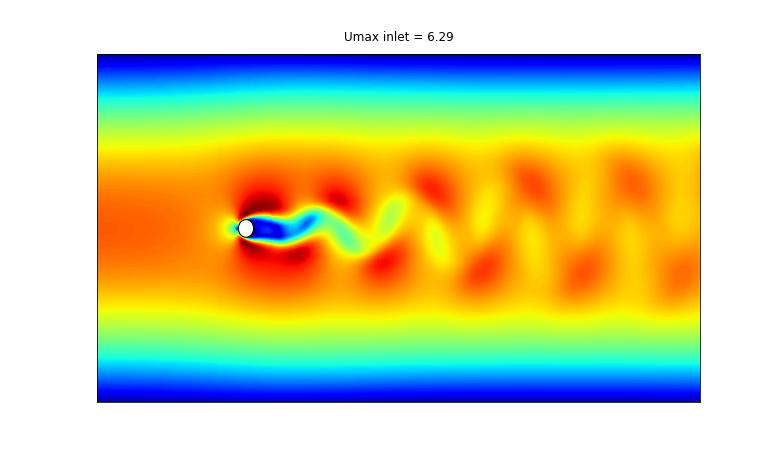 Umax inlet = 6.29